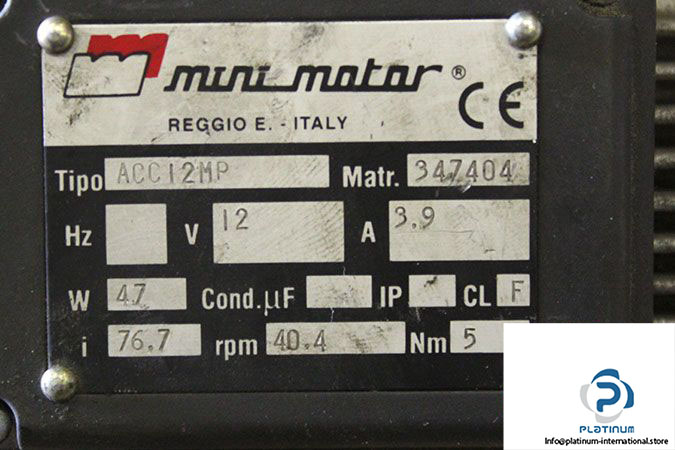 mini motor ®
CE
REGGIO E. - ITALY
Tipo ACC12MP Matr. 347404
Hz V 12 A 3.9
W 47 Cond.µF IP CL F
i 76.7 rpm 40.4 Nm 5
PLATINUM
Info@platinum-international.store